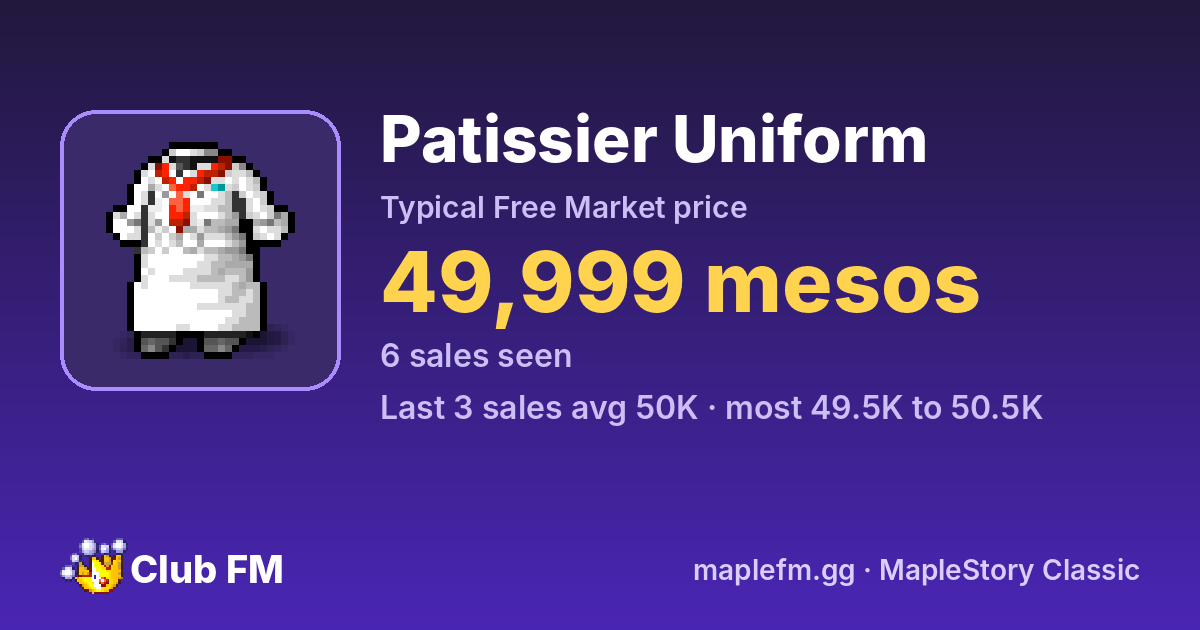 Patissier Uniform
Typical Free Market price
49,999 mesos
6 sales seen
Last 3 sales avg 50K · most 49.5K to 50.5K
Club FM
maplefm.gg · MapleStory Classic